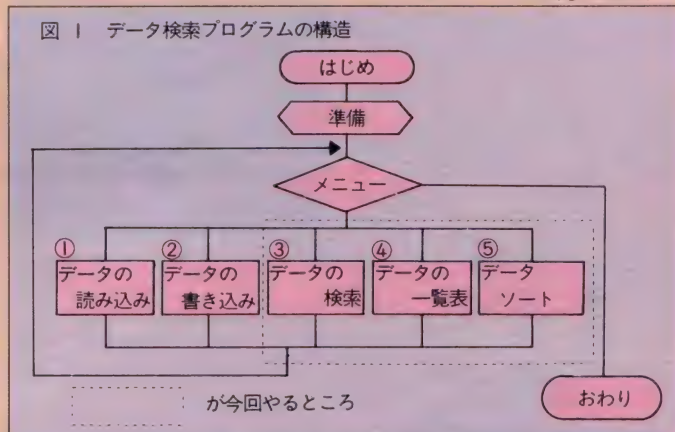 図 1 データ検索プログラムの構造
はじめ
準備
メニュー
①
データの
読み込み
②
データの
書き込み
③
データの
検索
④
データの
一覧表
⑤
データ
ソート
が今回やるところ
おわり